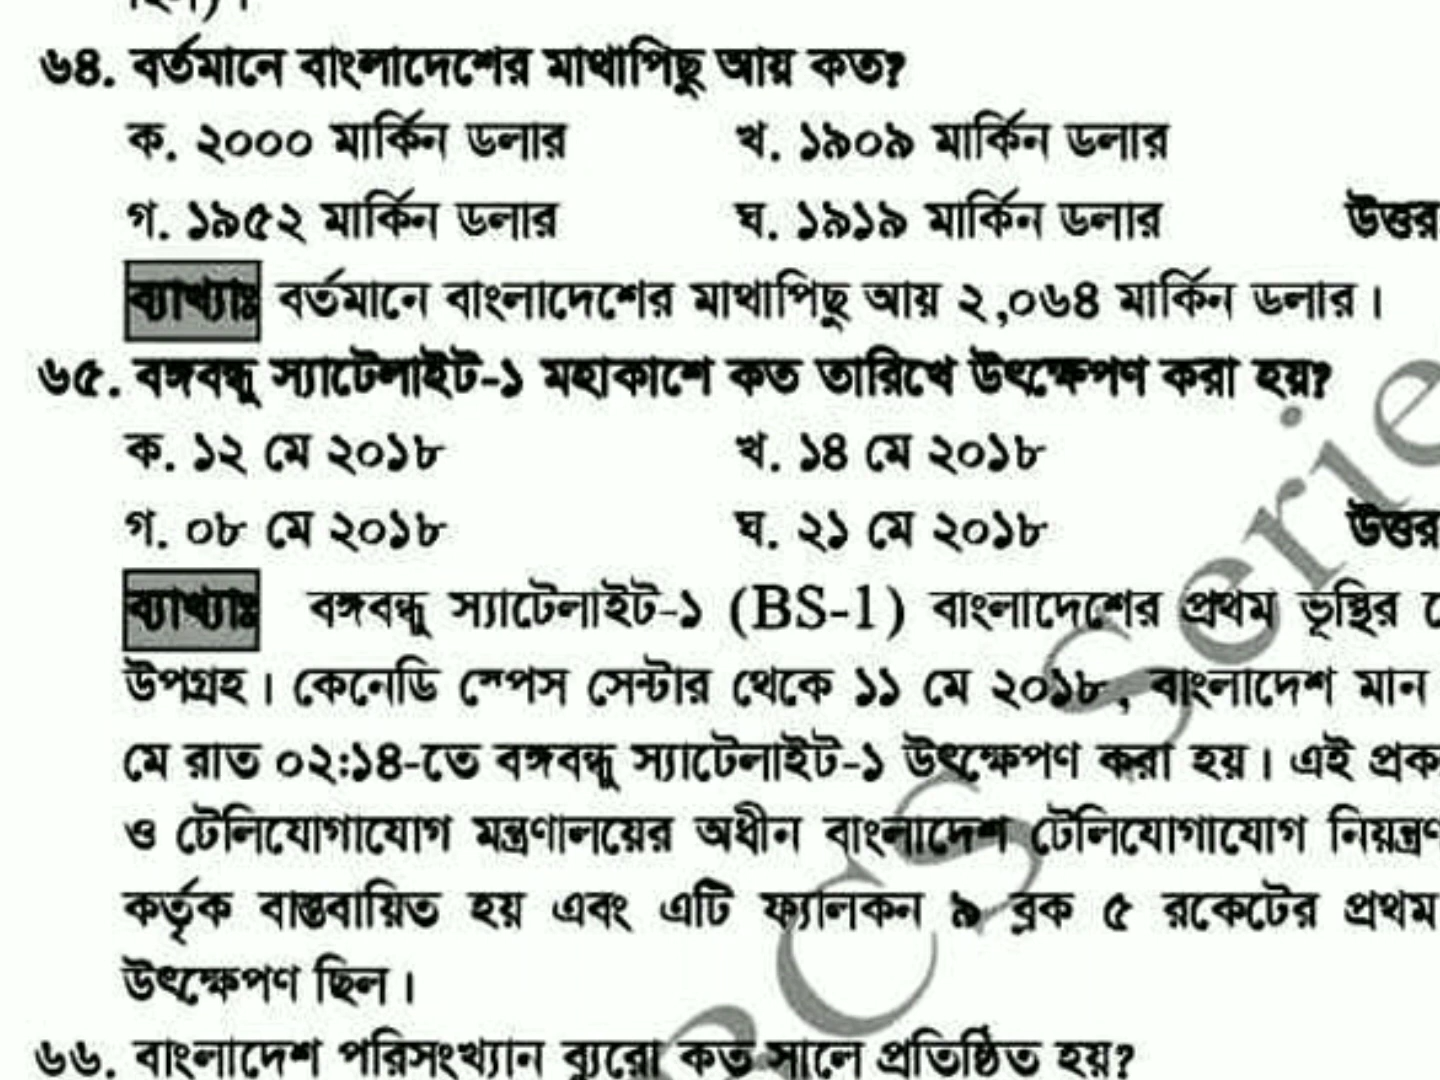 ৬৪. বর্তমানে বাংলাদেশের মাথাপিছু আয় কত?
ক. ২০০০ মার্কিন ডলার খ. ১৯০৯ মার্কিন ডলার
গ. ১৯৫২ মার্কিন ডলার ঘ. ১৯১৯ মার্কিন ডলার উত্তর
ব্যাখ্যাঃ বর্তমানে বাংলাদেশের মাথাপিছু আয় ২,০৬৪ মার্কিন ডলার।
৬৫. বঙ্গবন্ধু স্যাটেলাইট-১ মহাকাশে কত তারিখে উৎক্ষেপণ করা হয়?
ক. ১২ মে ২০১৮ খ. ১৪ মে ২০১৮
গ. ০৮ মে ২০১৮ ঘ. ২১ মে ২০১৮ উত্তর
ব্যাখ্যাঃ বঙ্গবন্ধু স্যাটেলাইট-১ (BS-1) বাংলাদেশের প্রথম ভূস্থির
উপগ্রহ। কেনেডি স্পেস সেন্টার থেকে ১১ মে ২০১৮, বাংলাদেশ মান
মে রাত ০২:১৪-তে বঙ্গবন্ধু স্যাটেলাইট-১ উৎক্ষেপণ করা হয়। এই
ও টেলিযোগাযোগ মন্ত্রণালয়ের অধীন বাংলাদেশ টেলিযোগাযোগ
কর্তৃক বাস্তবায়িত হয় এবং এটি ফ্যালকন ৯ ব্লক ৫ রকেটের প্রথম
উৎক্ষেপণ ছিল।
৬৬. বাংলাদেশ পরিসংখ্যান ব্যুরো কত সালে প্রতিষ্ঠিত হয়?